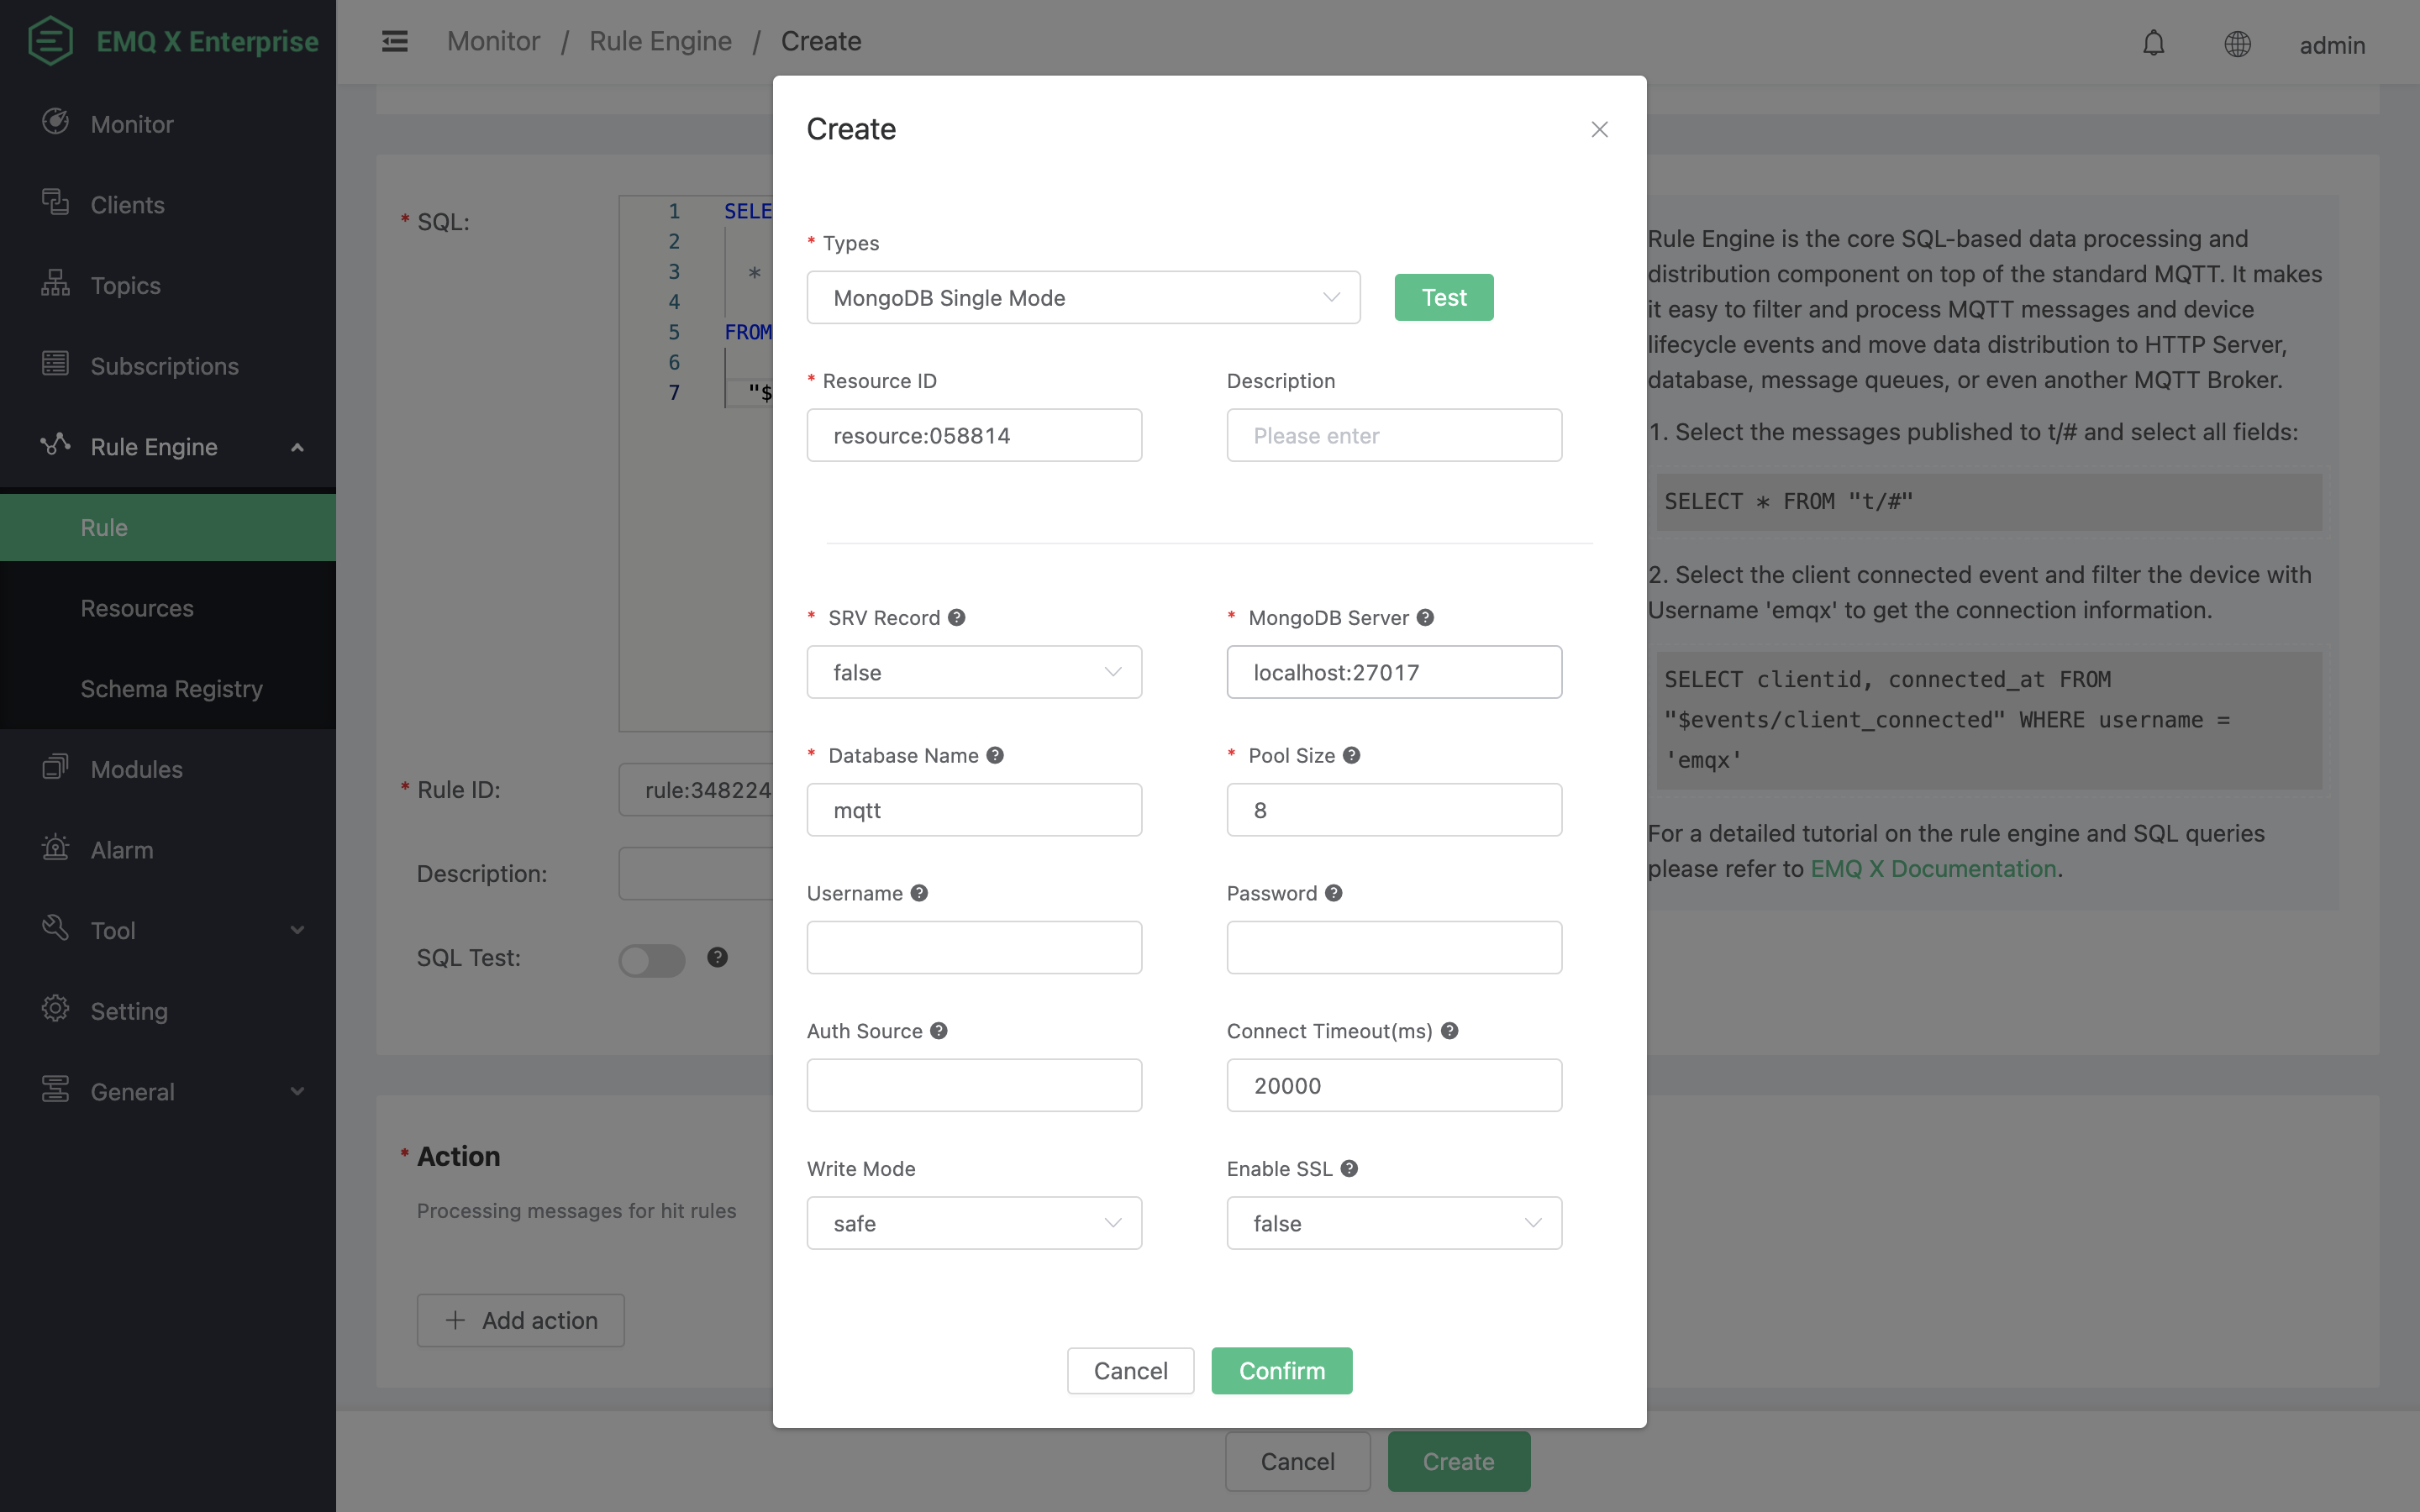 EMQ X Enterprise
Monitor / Rule Engine / Create
admin
Monitor
Clients
Topics
Subscriptions
Rule Engine
Rule
Resources
Schema Registry
Modules
Alarm
Tool
Setting
General
* SQL:
1 SELE
2
3 *
4
5 FROM
6
7 "$
* Rule ID:
rule:348224
Description:
SQL Test:
* Action
Processing messages for hit rules
+ Add action
Create
* Types
MongoDB Single Mode
Test
* Resource ID
Description
resource:058814
Please enter
* SRV Record
* MongoDB Server
false
localhost:27017
* Database Name
* Pool Size
mqtt
8
Username
Password
Auth Source
Connect Timeout(ms)
20000
Write Mode
Enable SSL
safe
false
Cancel
Confirm
Rule Engine is the core SQL-based data processing and
distribution component on top of the standard MQTT. It makes
it easy to filter and process MQTT messages and device
lifecycle events and move data distribution to HTTP Server,
database, message queues, or even another MQTT Broker.
1. Select the messages published to t/# and select all fields:
SELECT * FROM "t/#"
2. Select the client connected event and filter the device with
Username 'emqx' to get the connection information.
SELECT clientid, connected_at FROM
"$events/client_connected" WHERE username =
'emqx'
For a detailed tutorial on the rule engine and SQL queries
please refer to EMQ X Documentation.
Cancel
Create